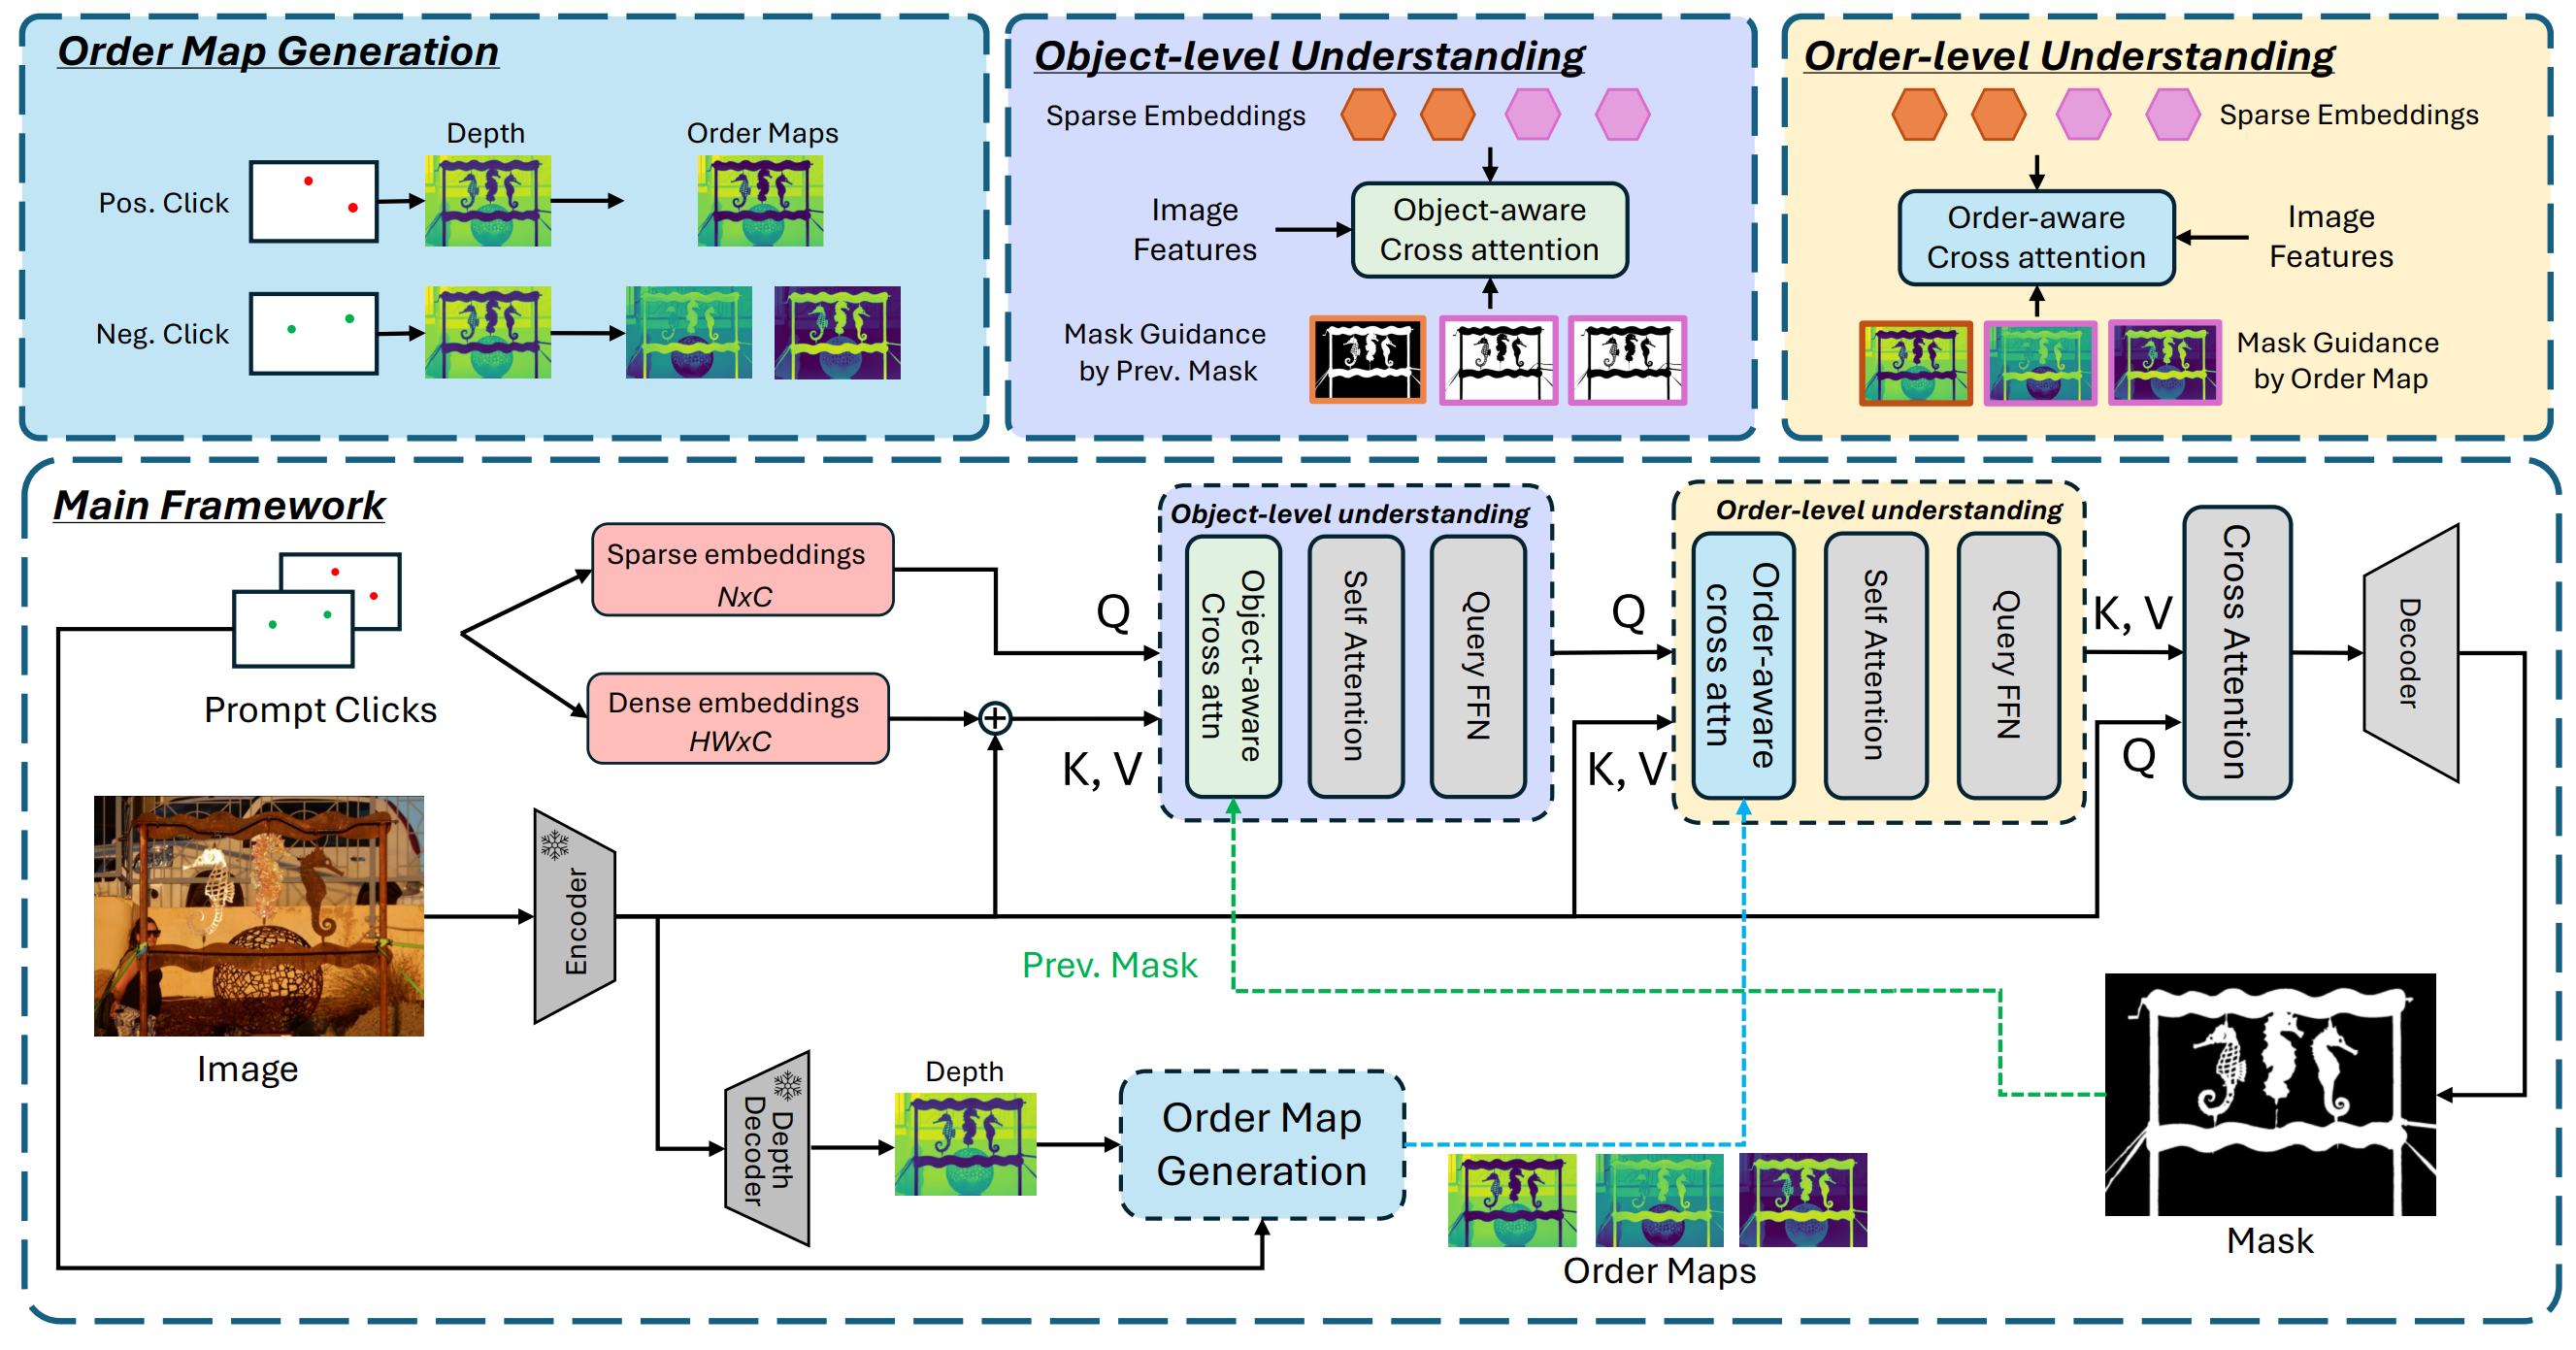 Order Map Generation
Depth
Order Maps
Pos. Click
Neg. Click
Object-level Understanding
Sparse Embeddings
Image
Features
Object-aware
Cross attention
Mask Guidance
by Prev. Mask
Order-level Understanding
Sparse Embeddings
Order-aware
Cross attention
Image
Features
Mask Guidance
by Order Map
Main Framework
Prompt Clicks
Sparse embeddings
NxC
Dense embeddings
HWxC
Q
K, V
Object-level understanding
Object-aware
Cross attn
Self Attention
Query FFN
Q
K, V
Order-level understanding
Order-aware
cross attn
Self Attention
Query FFN
K, V
Q
Cross Attention
Decoder
Image
Encoder
Prev. Mask
Depth
Decoder
Depth
Order Map
Generation
Order Maps
Mask